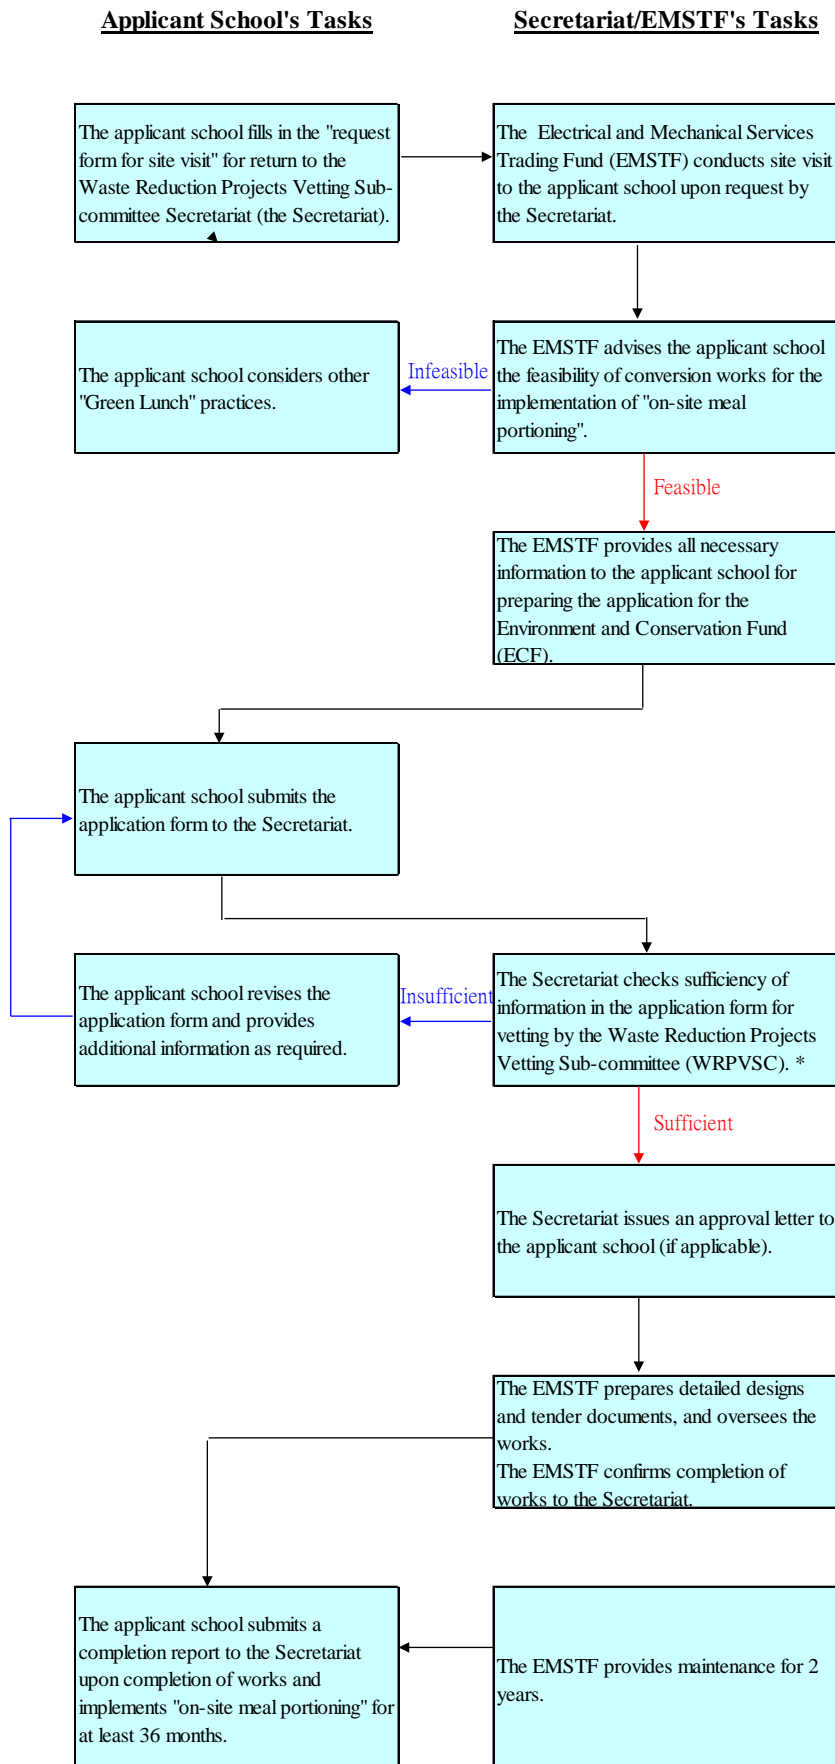 Applicant School's Tasks
Secretariat/EMSTF's Tasks
The applicant school fills in the "request
form for site visit" for return to the
Waste Reduction Projects Vetting Sub-
committee Secretariat (the Secretariat).
The Electrical and Mechanical Services
Trading Fund (EMSTF) conducts site visit
to the applicant school upon request by
the Secretariat.
The applicant school considers other
"Green Lunch" practices.
Infeasible
The EMSTF advises the applicant school
the feasibility of conversion works for the
implementation of "on-site meal
portioning".
Feasible
The EMSTF provides all necessary
information to the applicant school for
preparing the application for the
Environment and Conservation Fund
(ECF).
The applicant school submits the
application form to the Secretariat.
The applicant school revises the
application form and provides
additional information as required.
Insufficient
The Secretariat checks sufficiency of
information in the application form for
vetting by the Waste Reduction Projects
Vetting Sub-committee (WRPVSC). *
Sufficient
The Secretariat issues an approval letter to
the applicant school (if applicable).
The EMSTF prepares detailed designs
and tender documents, and oversees the
works.
The EMSTF confirms completion of
works to the Secretariat.
The applicant school submits a
completion report to the Secretariat
upon completion of works and
implements "on-site meal portioning" for
at least 36 months.
The EMSTF provides maintenance for 2
years.